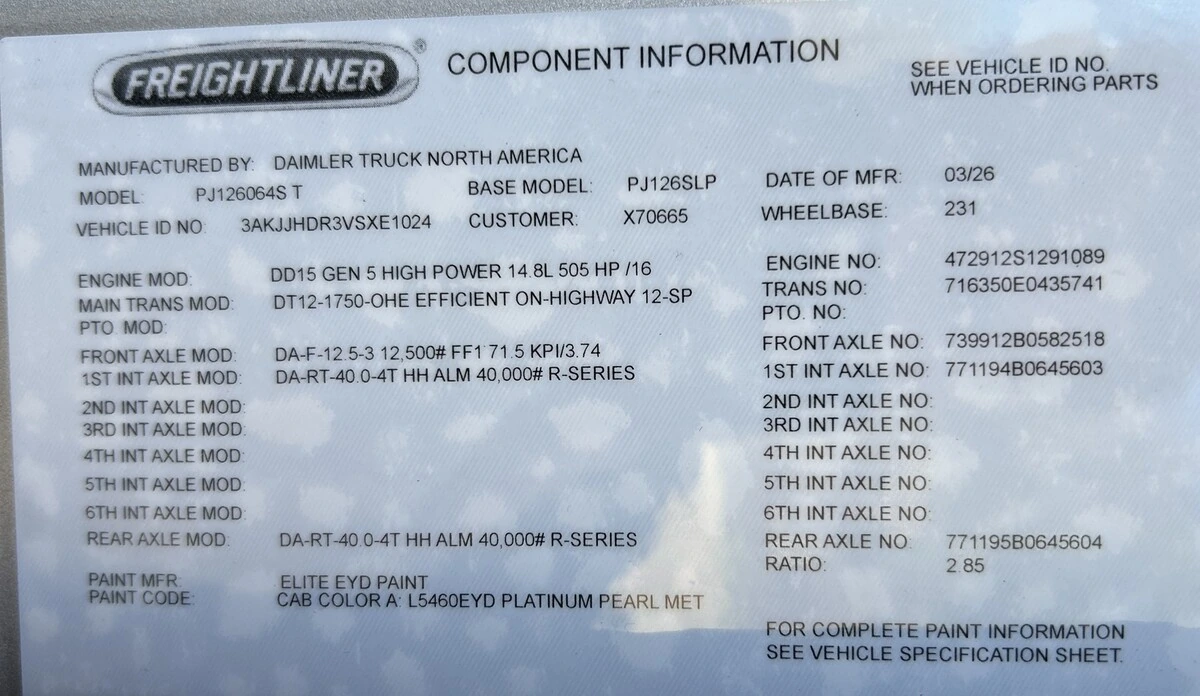 FREIGHTLINER®
COMPONENT INFORMATION
SEE VEHICLE ID NO.
WHEN ORDERING PARTS
MANUFACTURED BY: DAIMLER TRUCK NORTH AMERICA
MODEL: PJ126064S T BASE MODEL: PJ126SLP DATE OF MFR: 03/26
VEHICLE ID NO: 3AKJJHDR3VSXE1024 CUSTOMER: X70665 WHEELBASE: 231
ENGINE MOD: DD15 GEN 5 HIGH POWER 14.8L 505 HP /16 ENGINE NO: 472912S1291089
MAIN TRANS MOD: DT12-1750-OHE EFFICIENT ON-HIGHWAY 12-SP TRANS NO: 716350E0435741
PTO. MOD: PTO. NO:
FRONT AXLE MOD: DA-F-12.5-3 12,500# FF1 71.5 KPI/3.74 FRONT AXLE NO: 739912B0582518
1ST INT AXLE MOD: DA-RT-40.0-4T HH ALM 40,000# R-SERIES 1ST INT AXLE NO: 771194B0645603
2ND INT AXLE MOD: 2ND INT AXLE NO:
3RD INT AXLE MOD: 3RD INT AXLE NO:
4TH INT AXLE MOD: 4TH INT AXLE NO:
5TH INT AXLE MOD: 5TH INT AXLE NO:
6TH INT AXLE MOD: 6TH INT AXLE NO:
REAR AXLE MOD: DA-RT-40.0-4T HH ALM 40,000# R-SERIES REAR AXLE NO: 771195B0645604
RATIO: 2.85
PAINT MFR: ELITE EYD PAINT
PAINT CODE: CAB COLOR A: L5460EYD PLATINUM PEARL MET
FOR COMPLETE PAINT INFORMATION
SEE VEHICLE SPECIFICATION SHEET.